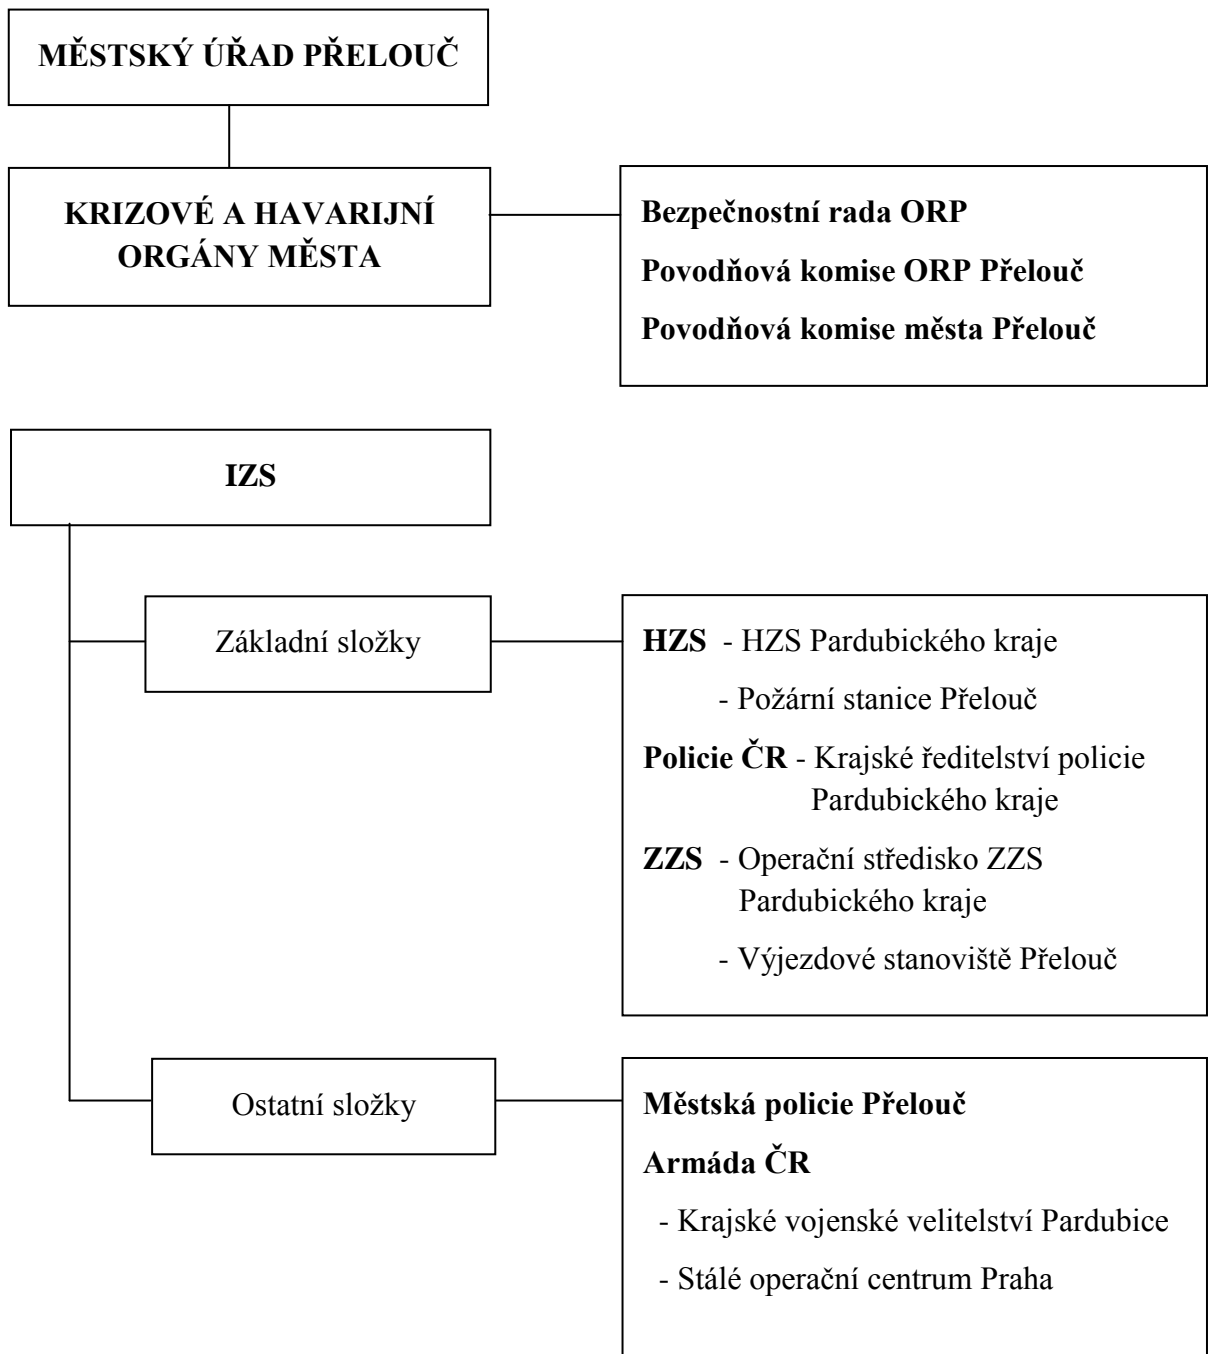 MĚSTSKÝ ÚŘAD PŘELOUČ
KRIZOVÉ A HAVARIJNÍ
ORGÁNY MĚSTA
Bezpečnostní rada ORP
Povodňová komise ORP Přelouč
Povodňová komise města Přelouč
IZS
Základní složky
HZS - HZS Pardubického kraje
- Požární stanice Přelouč
Policie ČR - Krajské ředitelství policie
Pardubického kraje
ZZS - Operační středisko ZZS
Pardubického kraje
- Výjezdové stanoviště Přelouč
Ostatní složky
Městská policie Přelouč
Armáda ČR
- Krajské vojenské velitelství Pardubice
- Stálé operační centrum Praha